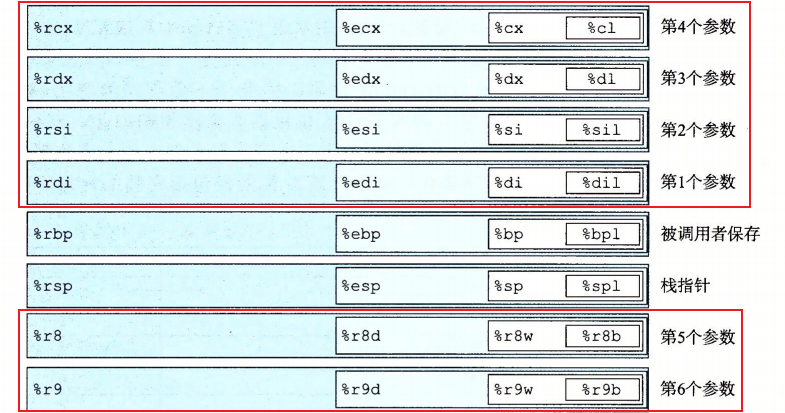 %rcx %ecx %cx %cl 第4个参数
%rdx %edx %dx %dl 第3个参数
%rsi %esi %si %sil 第2个参数
%rdi %edi %di %dil 第1个参数
%rbp %ebp %bp %bpl 被调用者保存
%rsp %esp %sp %spl 栈指针
%r8 %r8d %r8w %r8b 第5个参数
%r9 %r9d %r9w %r9b 第6个参数